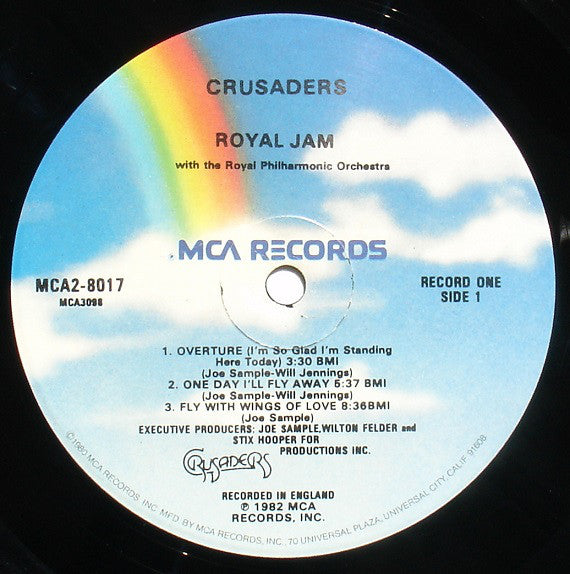 CRUSADERS
ROYAL JAM
with the Royal Philharmonic Orchestra
MCA RECORDS
MCA2-8017
MCA3098
RECORD ONE
SIDE 1
1. OVERTURE (I'm So Glad I'm Standing
Here Today) 3:30 BMI
(Joe Sample-Will Jennings)
2. ONE DAY I'LL FLY AWAY 5:37 BMI
(Joe Sample-Will Jennings)
3. FLY WITH WINGS OF LOVE 8:36BMI
(Joe Sample)
EXECUTIVE PRODUCERS: JOE SAMPLE,WILTON FELDER and
STIX HOOPER FOR
CRUSADERS PRODUCTIONS INC.
RECORDED IN ENGLAND
℗ 1982 MCA
RECORDS, INC.
©1980 MCA RECORDS, INC. MFD. BY MCA RECORDS, INC., 70 UNIVERSAL PLAZA, UNIVERSAL CITY, CALIF. 91608